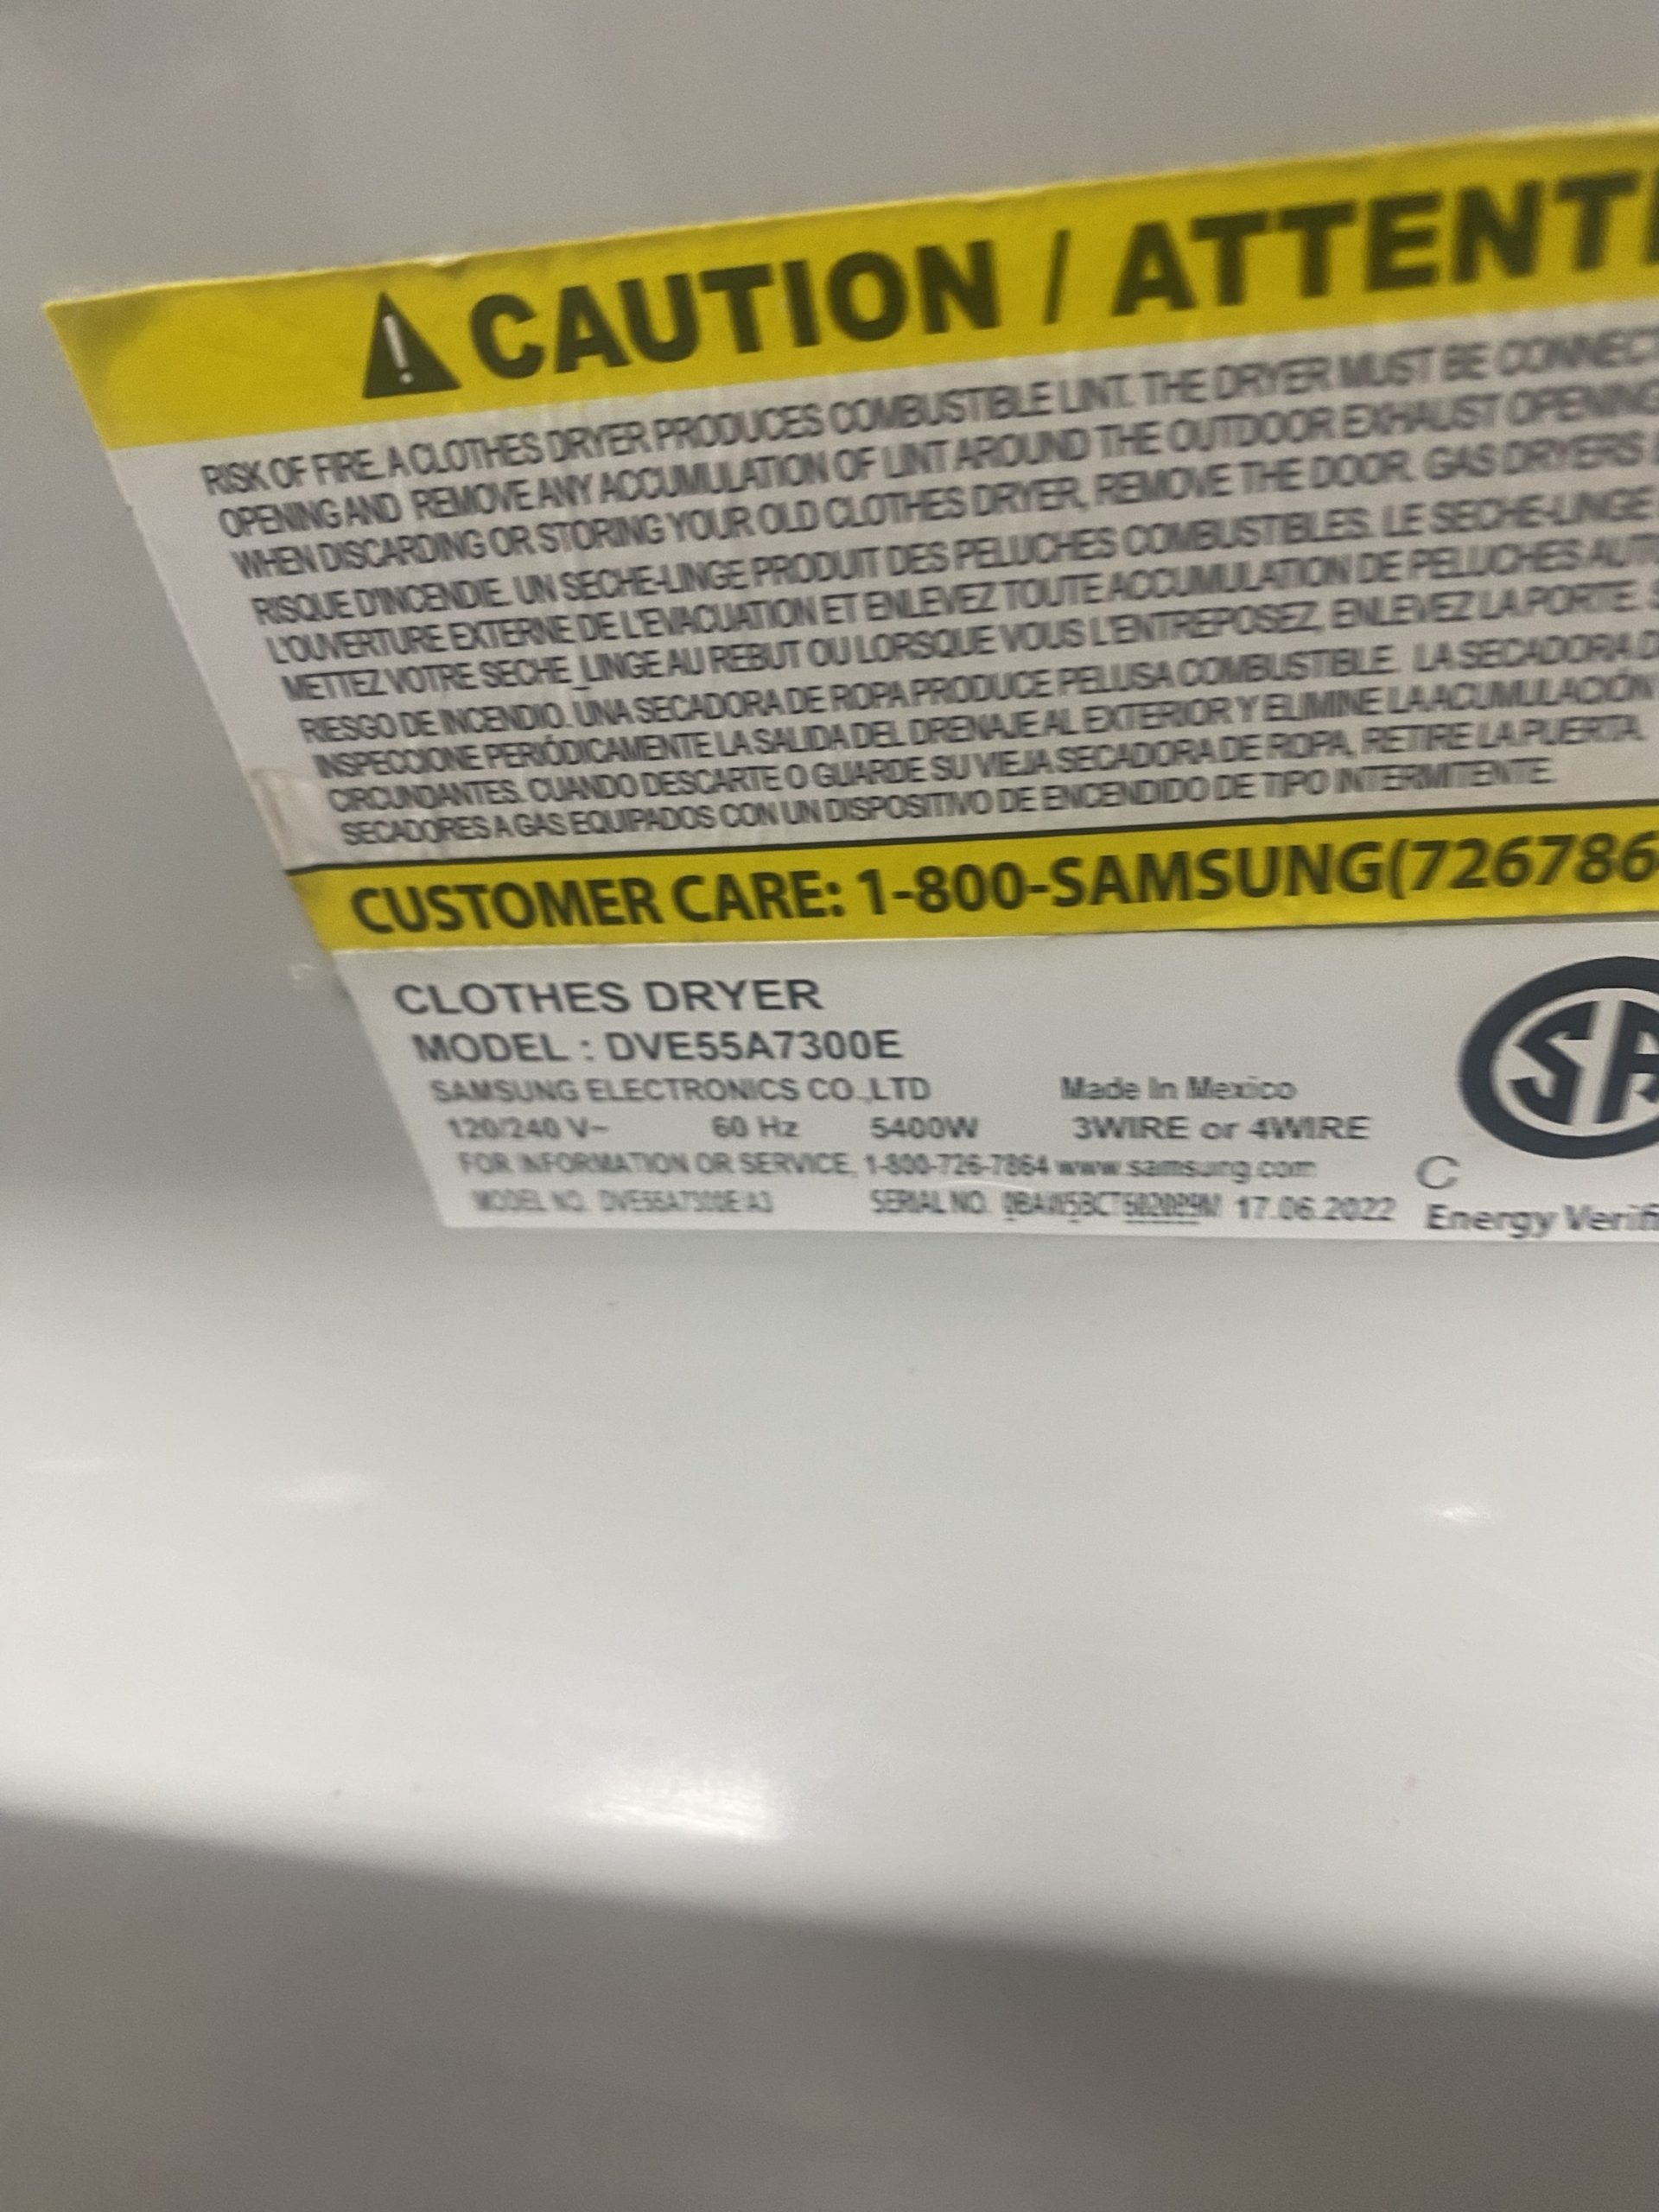 CAUTION / ATTENTI
RISK OF FIRE. A CLOTHES DRYER PRODUCES COMBUSTIBLE LINT. THE DRYER MUST BE CONNECT
OPENING AND REMOVE ANY ACCUMULATION OF LINT AROUND THE OUTDOOR EXHAUST OPENING
WHEN DISCARDING OR STORING YOUR OLD CLOTHES DRYER, REMOVE THE DOOR. GAS DRYERS
RISQUE D'INCENDIE. UN SECHE-LINGE PRODUIT DES PELUCHES COMBUSTIBLES. LE SECHE-LINGE
L'OUVERTURE EXTERNE DE L'EVACUATION ET ENLEVEZ TOUTE ACCUMULATION DE PELUCHES AUT
METTEZ VOTRE SECHE_LINGE AU REBUT OU LORSQUE VOUS L'ENTREPOSEZ, ENLEVEZ LA PORTE. S
RIESGO DE INCENDIO. UNA SECADORA DE ROPA PRODUCE PELUSA COMBUSTIBLE. LA SECADORA D
INSPECCIONE PERIÓDICAMENTE LA SALIDA DEL DRENAJE AL EXTERIOR Y ELIMINE LA ACUMULACIÓN
CIRCUNDANTES. CUANDO DESCARTE O GUARDE SU VIEJA SECADORA DE ROPA, RETIRE LA PUERTA.
SECADORES A GAS EQUIPADOS CON UN DISPOSITIVO DE ENCENDIDO DE TIPO INTERMITENTE.
CUSTOMER CARE: 1-800-SAMSUNG(726786
CLOTHES DRYER
MODEL : DVE55A7300E
SAMSUNG ELECTRONICS CO.,LTD Made In Mexico
120/240 V~ 60 Hz 5400W 3WIRE or 4WIRE
FOR INFORMATION OR SERVICE, 1-800-726-7864 www.samsung.com
MODEL NO. DVE55A7300E/A3 SERIAL NO. 17.06.2022
SA
C
Energy Verifi